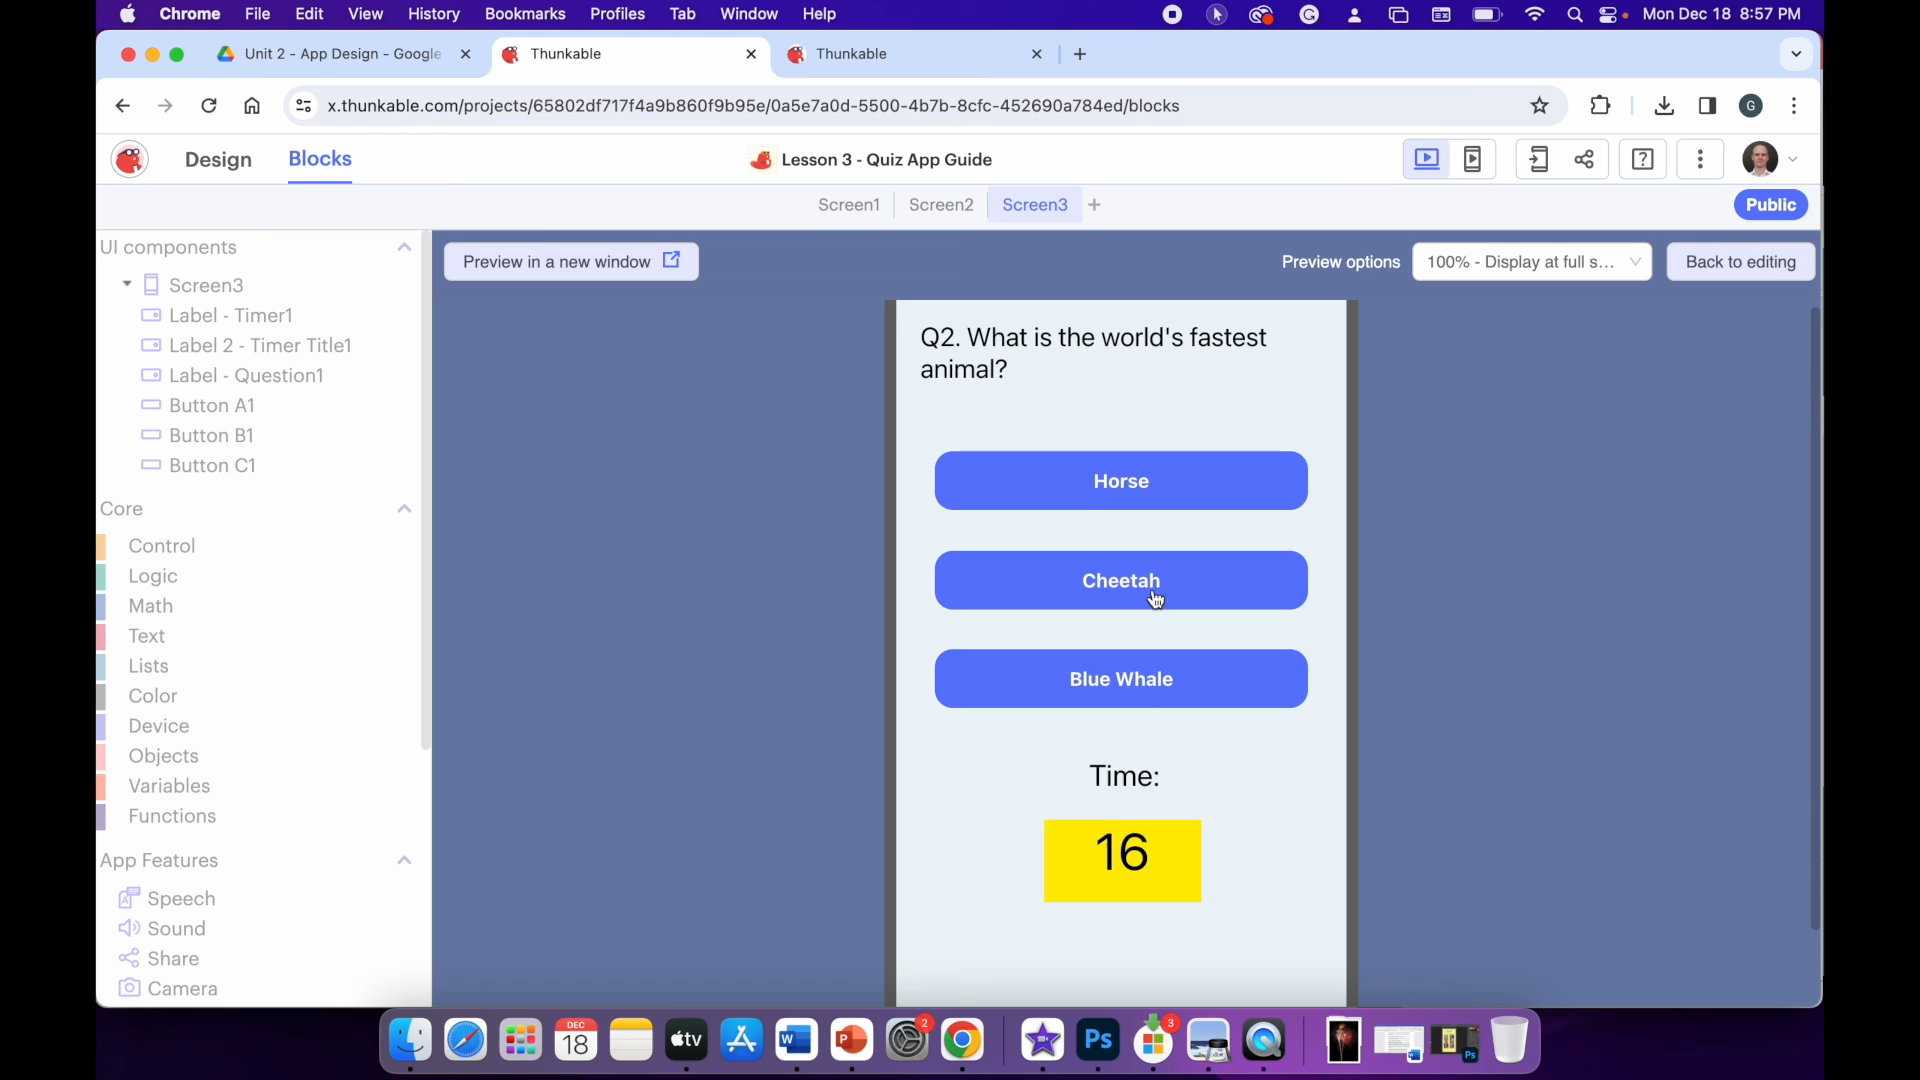 Chrome File Edit View History Bookmarks Profiles Tab Window Help Mon Dec 18 8:57 PM
Unit 2 - App Design - Google Thunkable Thunkable
x.thunkable.com/projects/65802df717f4a9b860f9b95e/0a5e7a0d-5500-4b7b-8cfc-452690a784ed/blocks G
Design Blocks Lesson 3 - Quiz App Guide
Screen1 Screen2 Screen3 + Public
UI components
Screen3
Label - Timer1
Label 2 - Timer Title1
Label - Question1
Button A1
Button B1
Button C1
Core
Control
Logic
Math
Text
Lists
Color
Device
Objects
Variables
Functions
App Features
Speech
Sound
Share
Camera
Preview in a new window Preview options 100% - Display at full s... Back to editing
Q2. What is the world's fastest
animal?
Horse
Cheetah
Blue Whale
Time:
16
DEC
18
tv
W
P
2
Ps
3